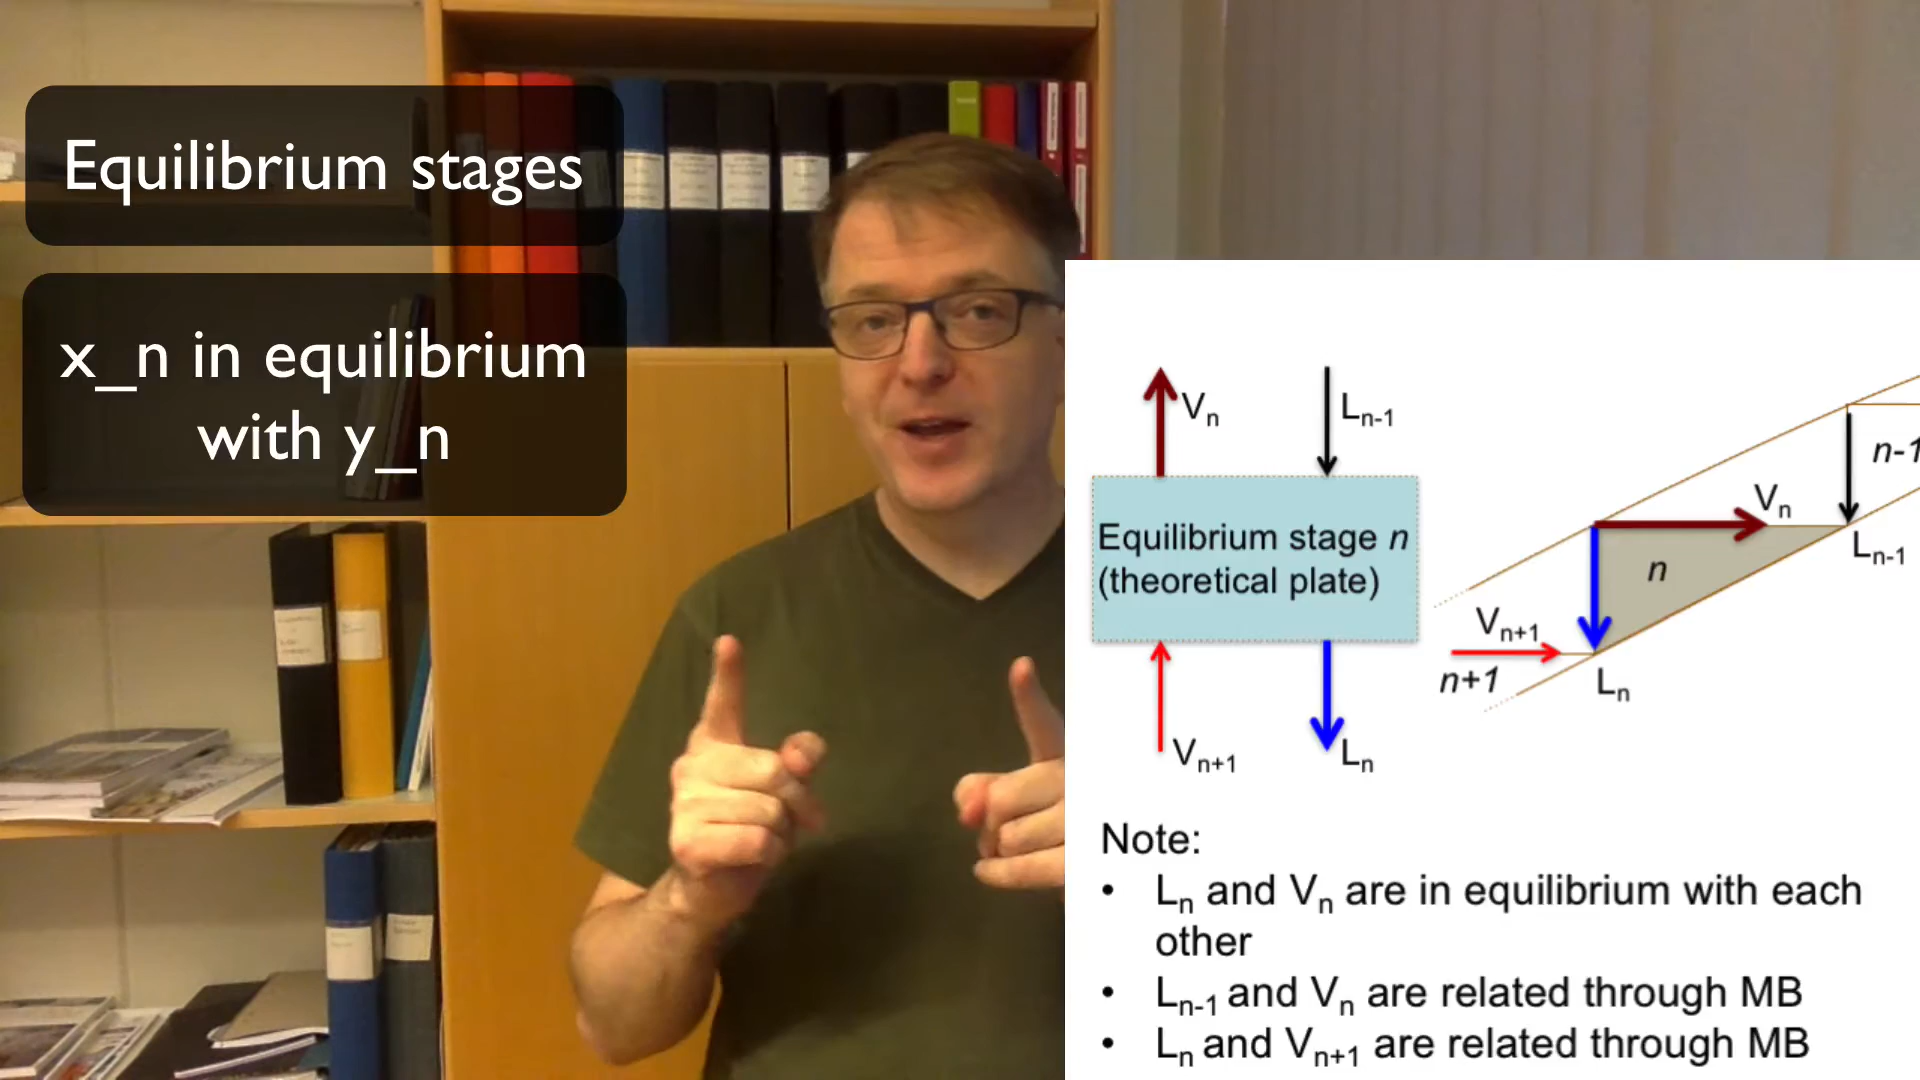 Equilibrium stages
x_n in equilibrium
with y_n
Vn
Ln-1
Equilibrium stage n
(theoretical plate)
Vn+1
Ln
n-1
Vn
Ln-1
n
Vn+1
n+1
Ln
Note:
• Ln and Vn are in equilibrium with each
other
• Ln-1 and Vn are related through MB
• Ln and Vn+1 are related through MB